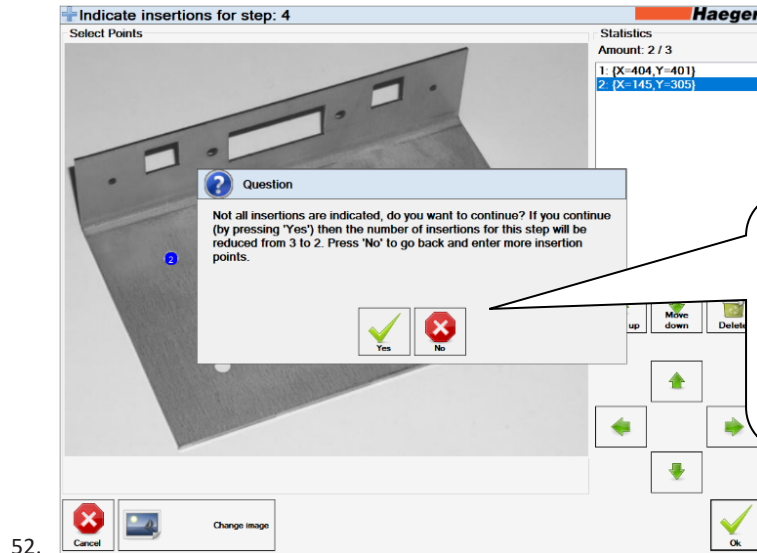 Indicate insertions for step: 4
Haeger
Select Points
Statistics
Amount: 2 / 3
1: {X=404,Y=401}
2: {X=145,Y=305}
Question
Not all insertions are indicated, do you want to continue? If you continue
(by pressing 'Yes') then the number of insertions for this step will be
reduced from 3 to 2. Press 'No' to go back and enter more insertion
points.
2
Yes
No
up
Move
down
Delete
Cancel
Change image
Ok
52.